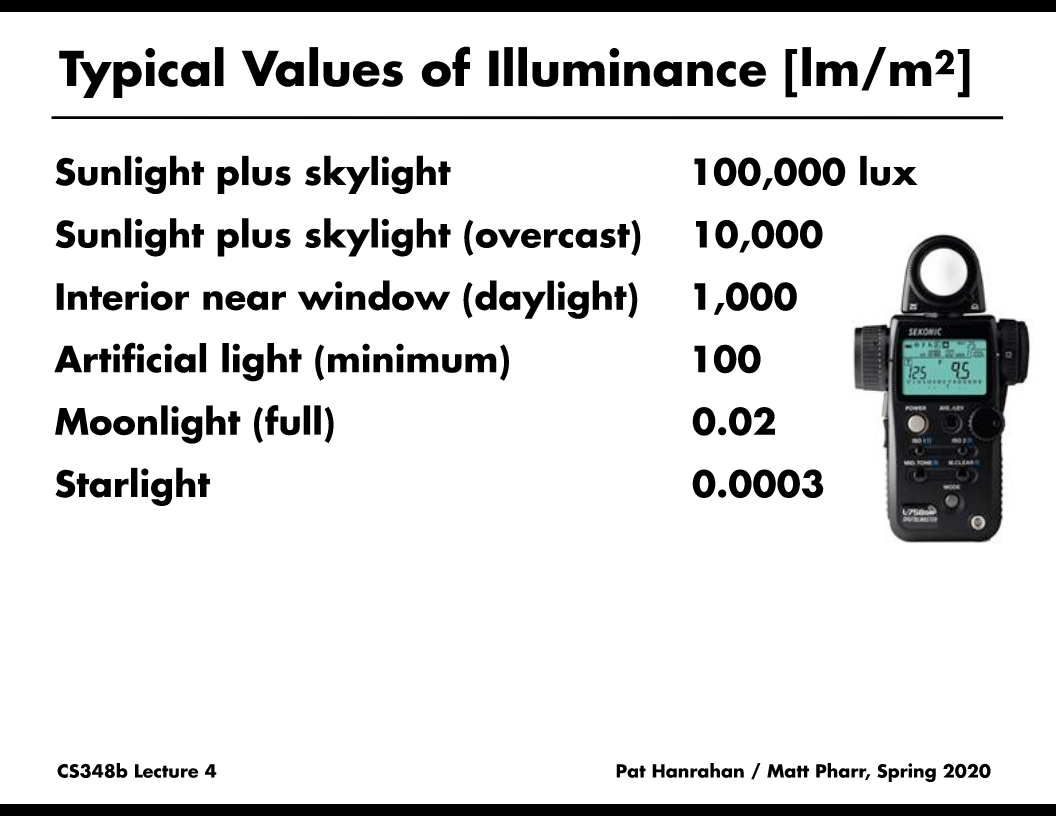 Typical Values of Illuminance [lm/m²]
Sunlight plus skylight 100,000 lux
Sunlight plus skylight (overcast) 10,000
Interior near window (daylight) 1,000
Artificial light (minimum) 100
Moonlight (full) 0.02
Starlight 0.0003
SEKONIC
125 9.5
POWER
ISO 1 ISO 2
MID.TONE M.CLEAR
MODE
L-758DR
DIGITALMASTER
CS348b Lecture 4 Pat Hanrahan / Matt Pharr, Spring 2020